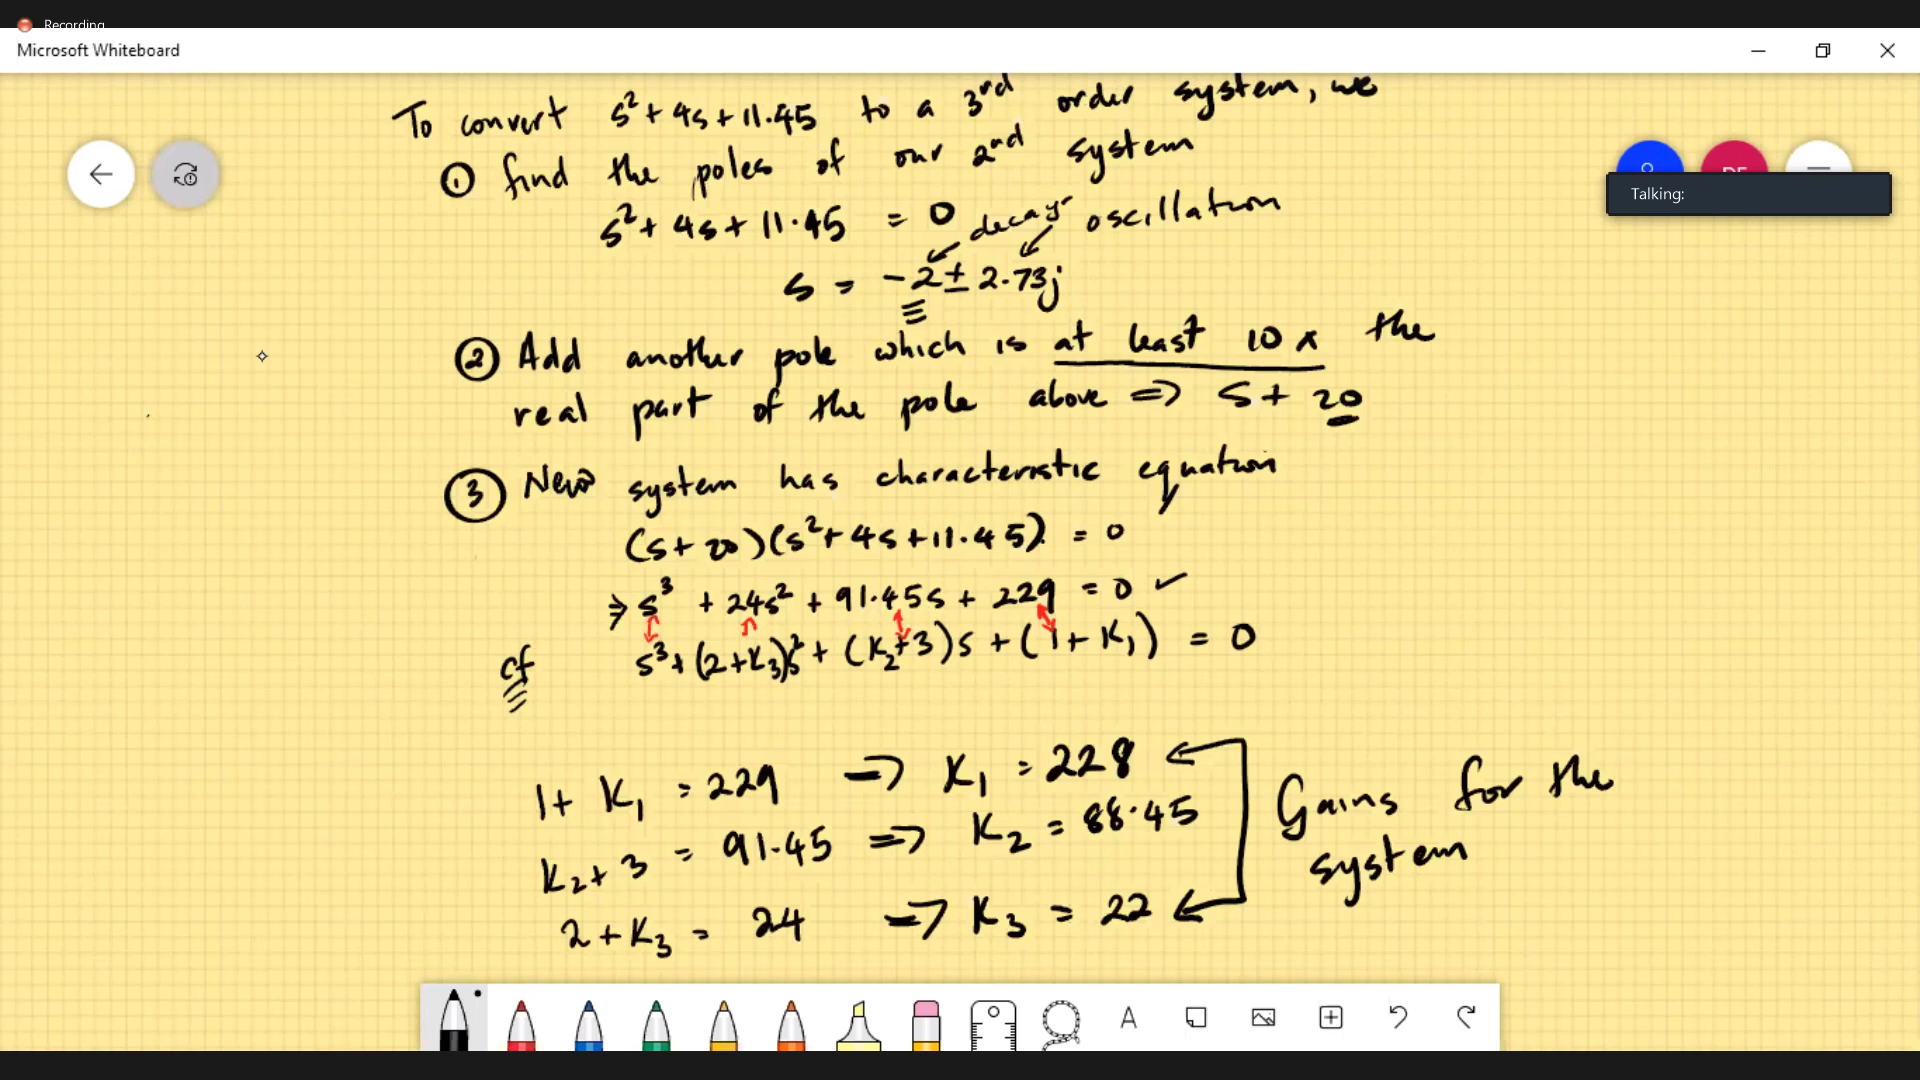 Recording
Microsoft Whiteboard
To convert s² + 4s + 11.45 to a 3rd order system, we
① find the poles of our 2nd system
s² + 4s + 11.45 = 0
decay oscillation
s = -2 ± 2.73j
② Add another pole which is at least 10 x the
real part of the pole above => s + 20
③ New system has characteristic equation
(s + 20)(s² + 4s + 11.45) = 0
=> s³ + 24s² + 91.45s + 229 = 0 ✓
cf s³ + (2 + K₃)s² + (K₂ + 3)s + (1 + K₁) = 0
1 + K₁ = 229 => K₁ = 228
K₂ + 3 = 91.45 => K₂ = 88.45
2 + K₃ = 24 => K₃ = 22
Gains for the
system
Talking: